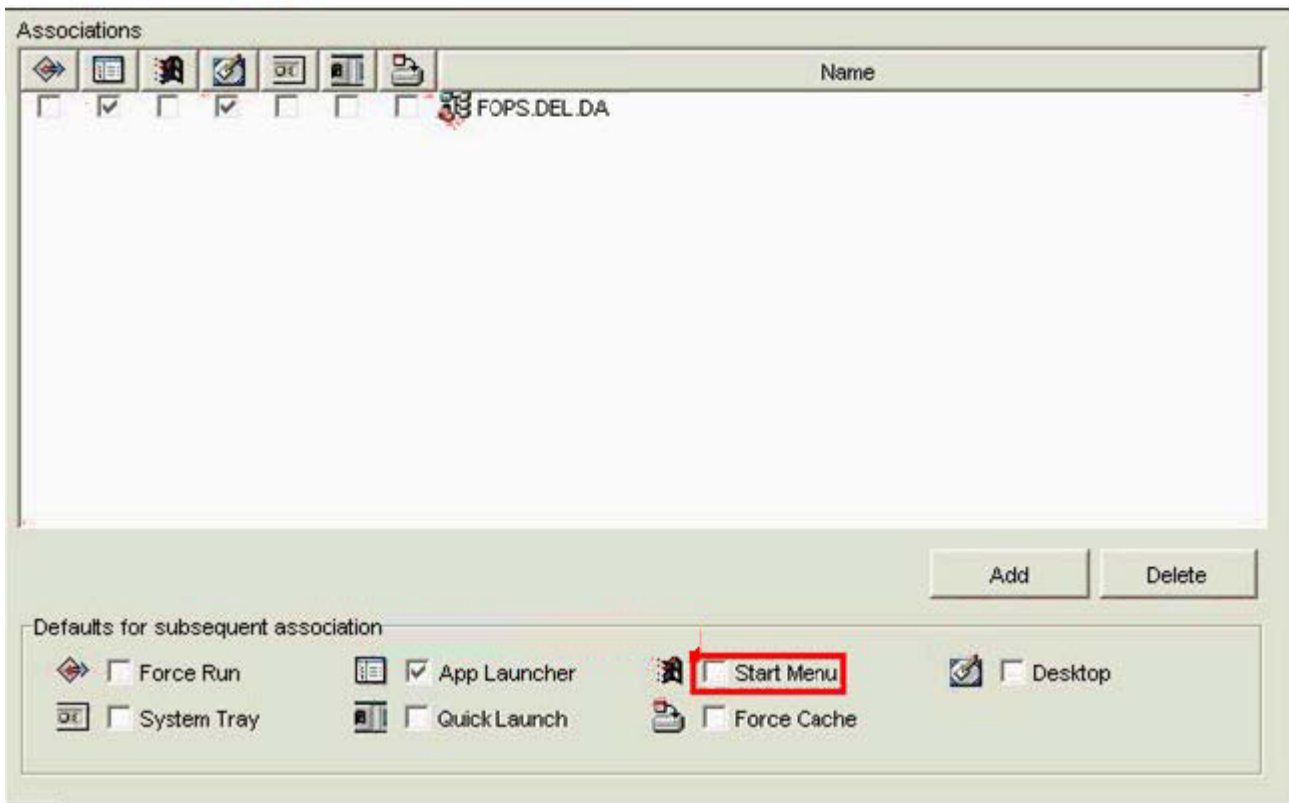 Associations
Name
FOPS.DEL.DA
Add Delete
Defaults for subsequent association
Force Run App Launcher Start Menu Desktop
System Tray Quick Launch Force Cache